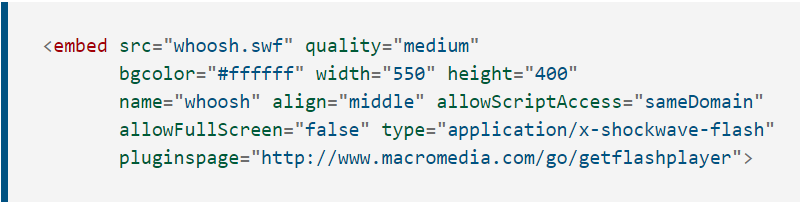 <embed src="whoosh.swf" quality="medium"
bgcolor="#ffffff" width="550" height="400"
name="whoosh" align="middle" allowScriptAccess="sameDomain"
allowFullScreen="false" type="application/x-shockwave-flash"
pluginspage="http://www.macromedia.com/go/getflashplayer">